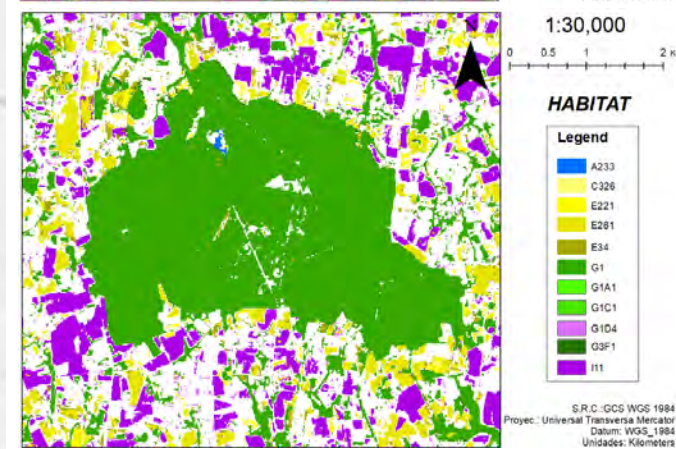 1:30,000
0 0.5 1 2 K
HABITAT
Legend
A233
C326
E221
E281
E34
G1
G1A1
G1C1
G1D4
G3F1
I11
S.R.C.:GCS WGS 1984
Proyec.: Universal Transversa Mercator
Datum: WGS_1984
Unidades: Kilometers